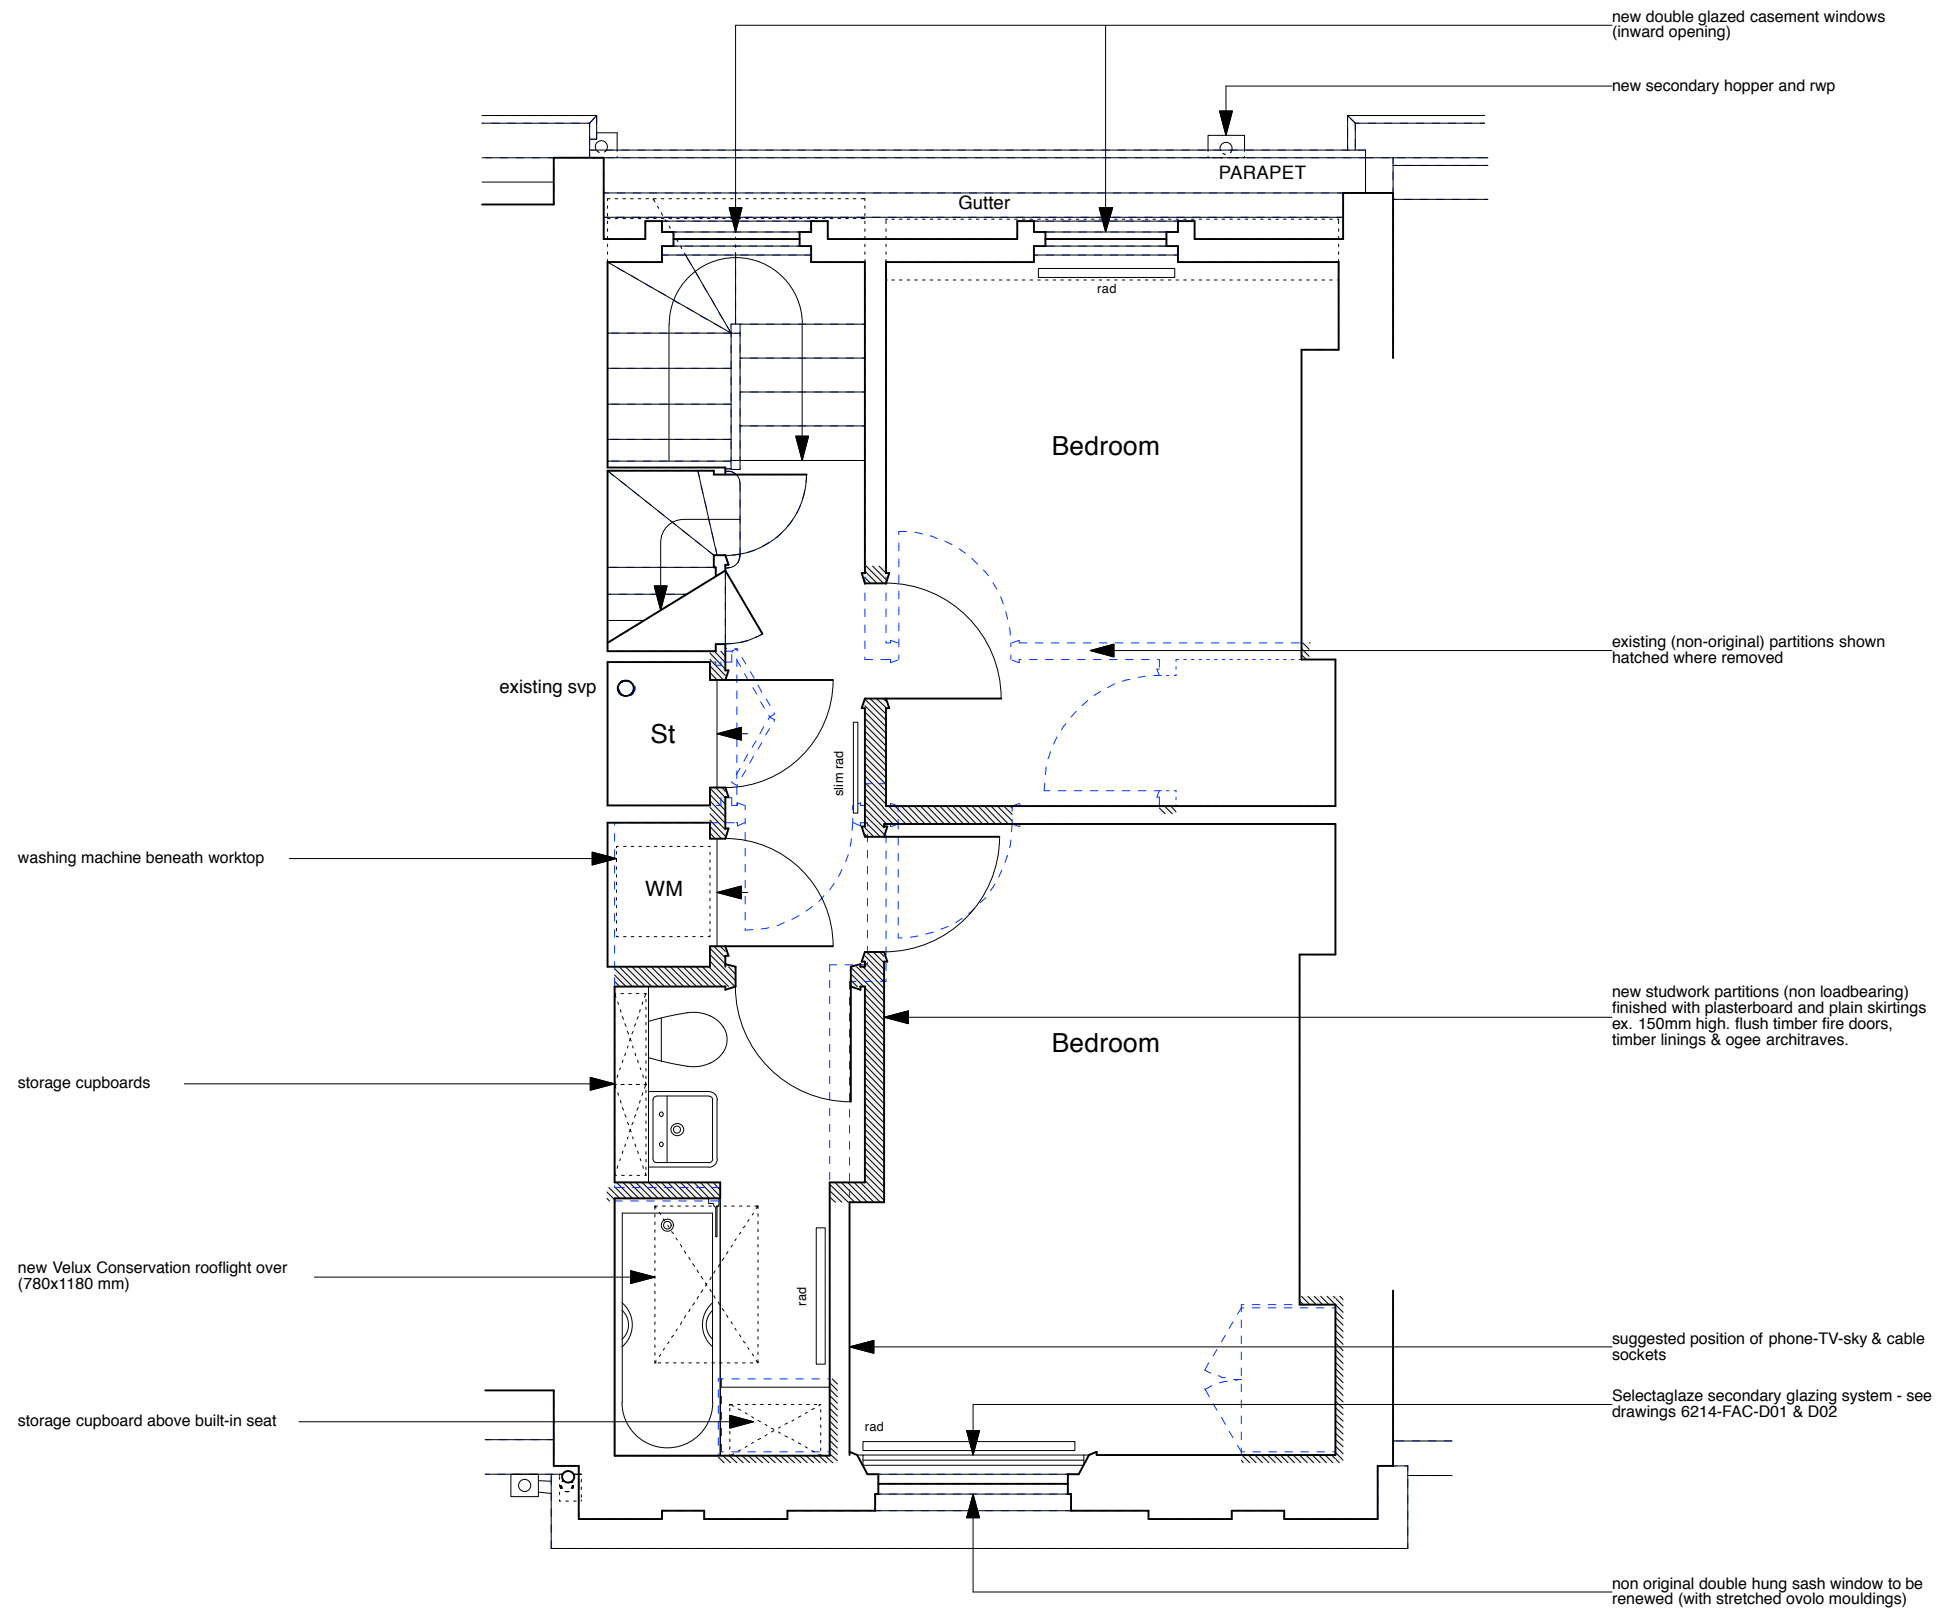 new double glazed casement windows
(inward opening)
new secondary hopper and rwp
PARAPET
Gutter
rad
Bedroom
existing (non-original) partitions shown
hatched where removed
existing svp
St
slim rad
washing machine beneath worktop
WM
new studwork partitions (non loadbearing)
finished with plasterboard and plain skirtings
ex. 150mm high. flush timber fire doors,
timber linings & ogee architraves.
Bedroom
storage cupboards
new Velux Conservation rooflight over
(780x1180 mm)
rad
suggested position of phone-TV-sky & cable
sockets
Selectaglaze secondary glazing system - see
drawings 6214-FAC-D01 & D02
storage cupboard above built-in seat
rad
non original double hung sash window to be
renewed (with stretched ovolo mouldings)